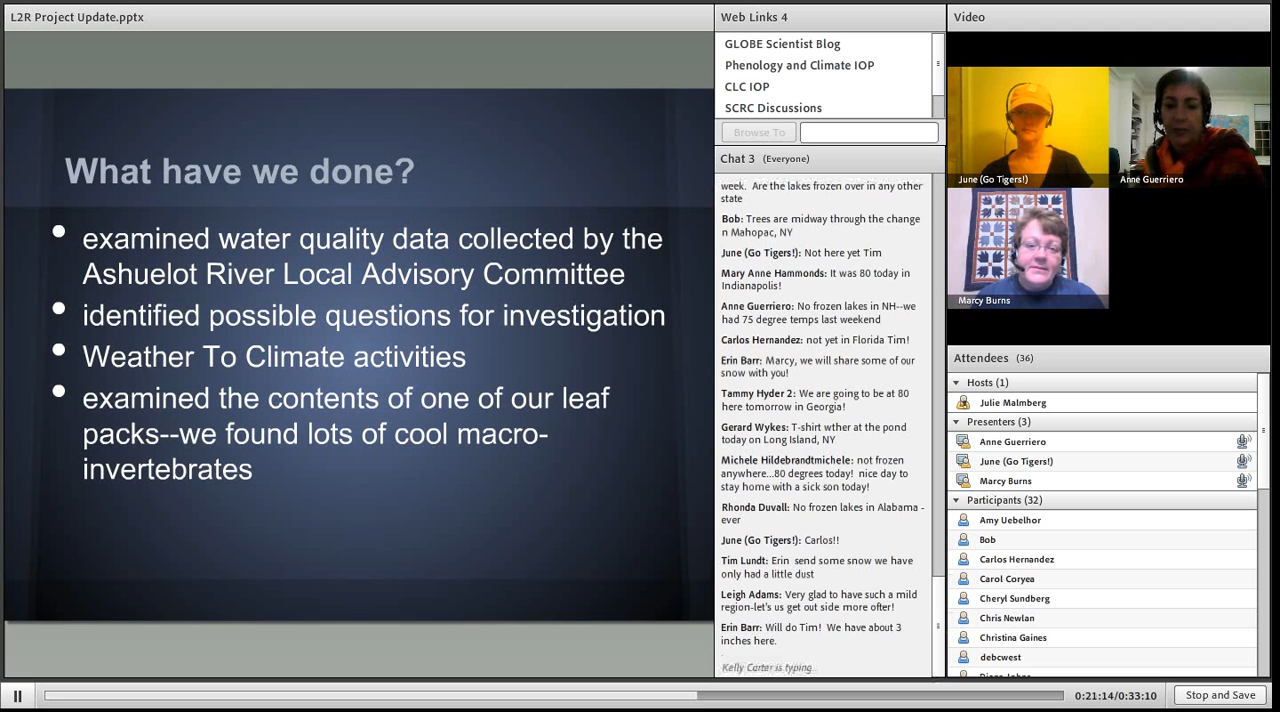 L2R Project Update.pptx
What have we done?
examined water quality data collected by the
Ashuelot River Local Advisory Committee
identified possible questions for investigation
Weather To Climate activities
examined the contents of one of our leaf
packs--we found lots of cool macro-
invertebrates
Web Links 4
GLOBE Scientist Blog
Phenology and Climate IOP
CLC IOP
SCRC Discussions
Browse To
Chat 3 (Everyone)
week. Are the lakes frozen over in any other
state
Bob: Trees are midway through the change
n Mahopac, NY
June (Go Tigers!): Not here yet Tim
Mary Anne Hammonds: It was 80 today in
Indianapolis!
Anne Guerriero: No frozen lakes in NH--we
had 75 degree temps last weekend
Carlos Hernandez: not yet in Florida Tim!
Erin Barr: Marcy, we will share some of our
snow with you!
Tammy Hyder 2: We are going to be at 80
here tomorrow in Georgia!
Gerard Wykes: T-shirt wther at the pond
today on Long Island, NY
Michele Hildebrandtmichele: not frozen
anywhere...80 degrees today! nice day to
stay home with a sick son today!
Rhonda Duvall: No frozen lakes in Alabama -
ever
June (Go Tigers!): Carlos!!
Tim Lundt: Erin send some snow we have
only had a little dust
Leigh Adams: Very glad to have such a mild
region-let's us get out side more ofter!
Erin Barr: Will do Tim! We have about 3
inches here.
Kelly Carter is typing...
Video
June (Go Tigers!)
Anne Guerriero
Marcy Burns
Attendees (36)
Hosts (1)
Julie Malmberg
Presenters (3)
Anne Guerriero
June (Go Tigers!)
Marcy Burns
Participants (32)
Amy Uebelhor
Bob
Carlos Hernandez
Carol Coryea
Cheryl Sundberg
Chris Newlan
Christina Gaines
debcwest
0:21:14/0:33:10
Stop and Save